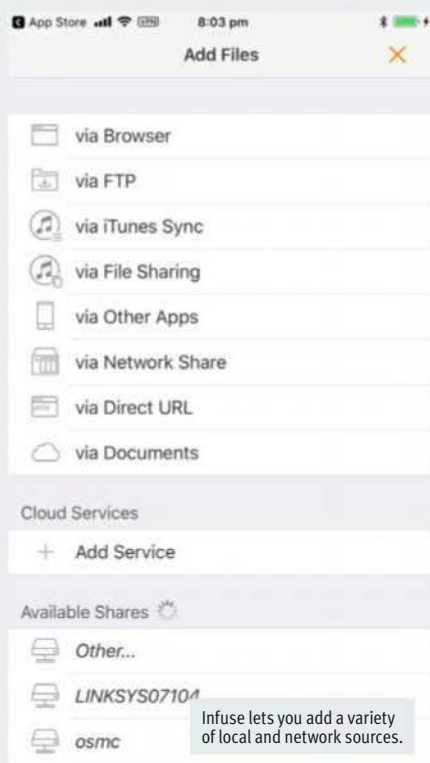 App Store VPN 8:03 pm
Add Files
via Browser
via FTP
via iTunes Sync
via File Sharing
via Other Apps
via Network Share
via Direct URL
via Documents
Cloud Services
Add Service
Available Shares
Other...
LINKSYS07104
osmc
Infuse lets you add a variety
of local and network sources.